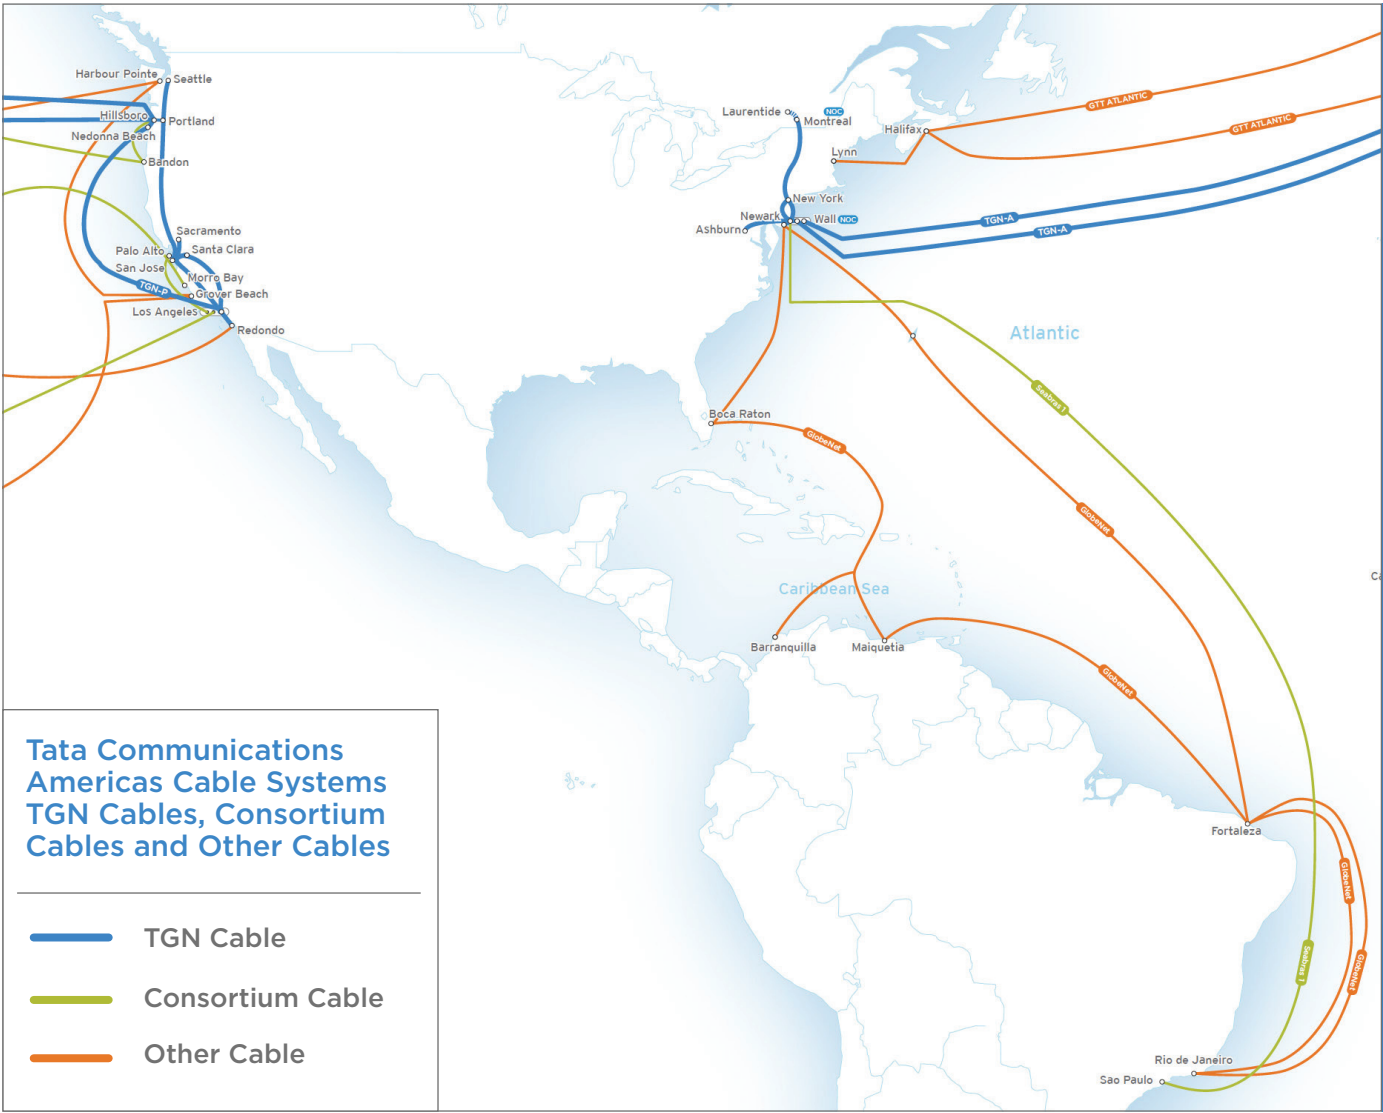 Harbour Pointe
Seattle
Hillsboro
Portland
Nedonna Beach
Bandon
Sacramento
Palo Alto
Santa Clara
San Jose
Morro Bay
TGN-P
Grover Beach
Los Angeles
Redondo
Laurentide
NOC
Montreal
Halifax
Lynn
GTT ATLANTIC
GTT ATLANTIC
New York
Newark
Wall
NOC
Ashburn
TGN-A
TGN-A
Atlantic
Seabras 1
Boca Raton
GlobeNet
GlobeNet
Caribbean Sea
Ca
Barranquilla
Maiquetia
GlobeNet
Fortaleza
GlobeNet
Seabras 1
GlobeNet
Rio de Janeiro
Sao Paulo
Tata Communications
Americas Cable Systems
TGN Cables, Consortium
Cables and Other Cables
TGN Cable
Consortium Cable
Other Cable